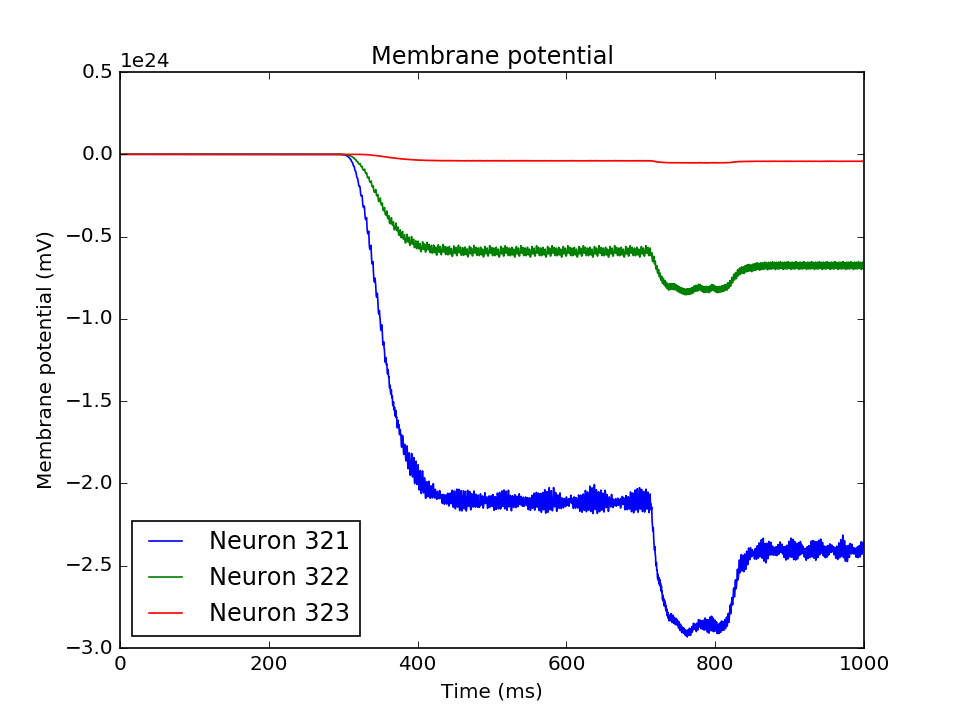 Membrane potential
1e24
0.5
0.0
−0.5
−1.0
−1.5
−2.0
−2.5
−3.0
Membrane potential (mV)
Neuron 321
Neuron 322
Neuron 323
0 200 400 600 800 1000
Time (ms)